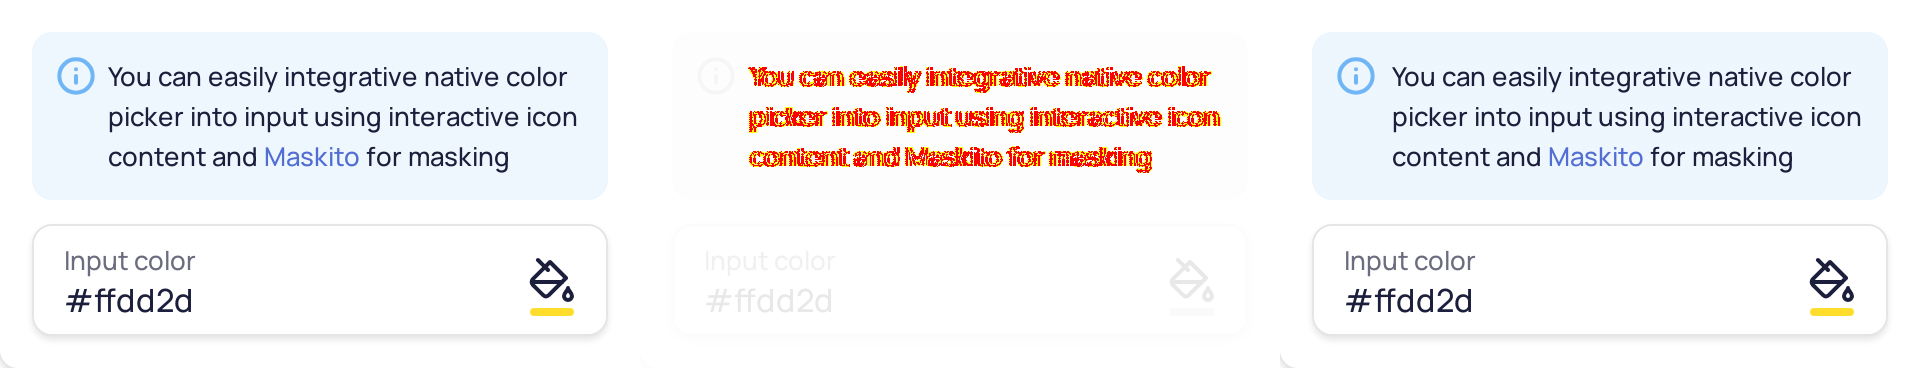 You can easily integrative native color
picker into input using interactive icon
content and Maskito for masking
Input color
#ffdd2d
You can easily integrative native color
picker into input using interactive icon
content and Maskito for masking
Input color
#ffdd2d
You can easily integrative native color
picker into input using interactive icon
content and Maskito for masking
Input color
#ffdd2d